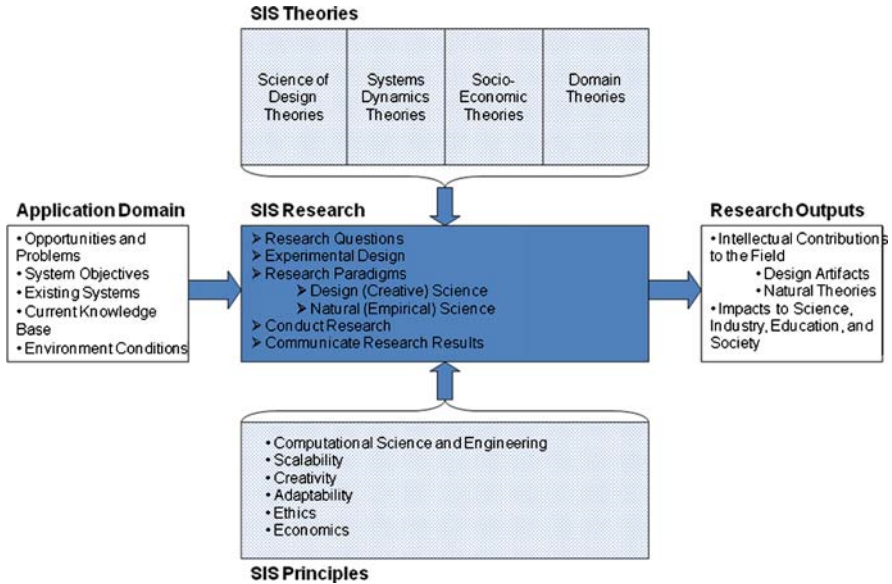 SIS Theories
Science of
Design
Theories
Systems
Dynamics
Theories
Socio-
Economic
Theories
Domain
Theories
Application Domain
• Opportunities and
Problems
• System Objectives
• Existing Systems
• Current Knowledge
Base
• Environment Conditions
SIS Research
➢ Research Questions
➢ Experimental Design
➢ Research Paradigms
➢ Design (Creative) Science
➢ Natural (Empirical) Science
➢ Conduct Research
➢ Communicate Research Results
Research Outputs
• Intellectual Contributions
to the Field
• Design Artifacts
• Natural Theories
• Impacts to Science,
Industry, Education, and
Society
• Computational Science and Engineering
• Scalability
• Creativity
• Adaptability
• Ethics
• Economics
SIS Principles